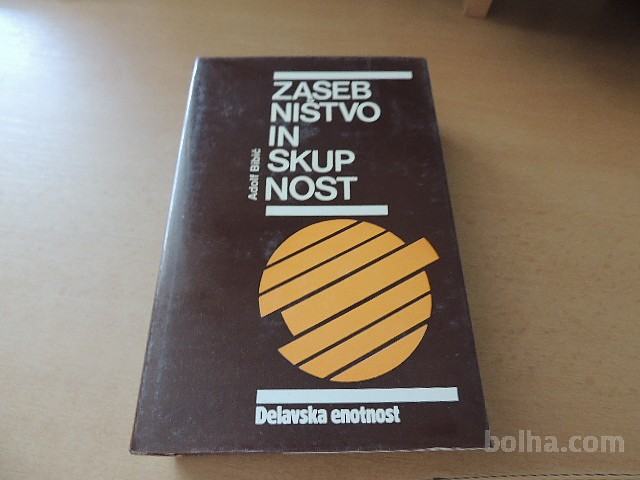 ZASEB
NIŠTVO
IN
SKUP
NOST
Adolf Bibič
Delavska enotnost
bolha.com